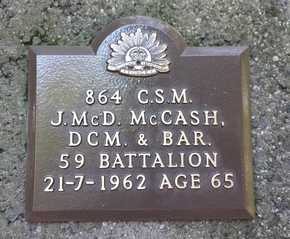 864 C.S.M.
J.McD. McCASH,
DCM. & BAR.
59 BATTALION
21-7-1962 AGE 65